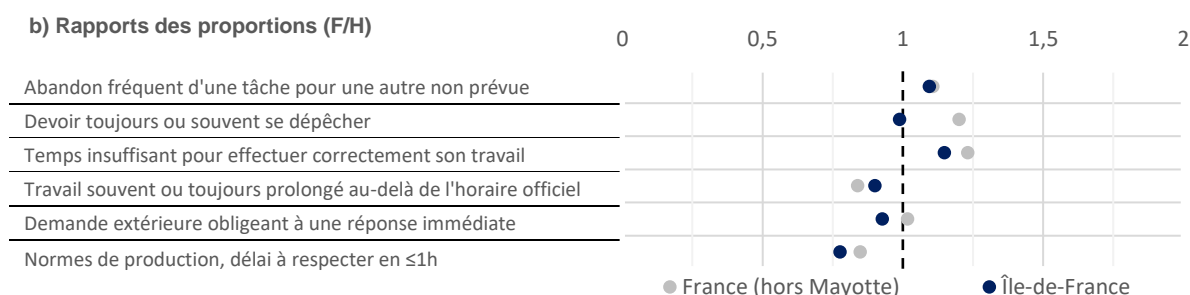 b) Rapports des proportions (F/H)
0 0,5 1 1,5 2
Abandon fréquent d'une tâche pour une autre non prévue
Devoir toujours ou souvent se dépêcher
Temps insuffisant pour effectuer correctement son travail
Travail souvent ou toujours prolongé au-delà de l'horaire officiel
Demande extérieure obligeant à une réponse immédiate
Normes de production, délai à respecter en ≤1h
France (hors Mayotte) Île-de-France